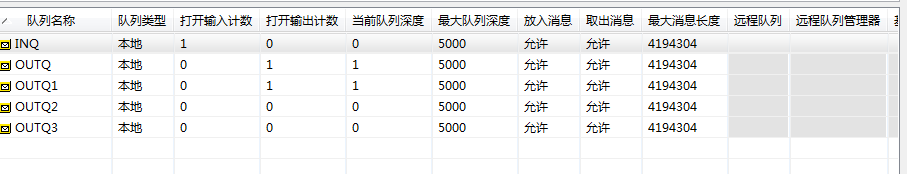 队列名称 队列类型 打开输入计数 打开输出计数 当前队列深度 最大队列深度 放入消息 取出消息 最大消息长度 远程队列 远程队列管理器
INQ 本地 1 0 0 5000 允许 允许 4194304
OUTQ 本地 0 1 1 5000 允许 允许 4194304
OUTQ1 本地 0 1 1 5000 允许 允许 4194304
OUTQ2 本地 0 0 0 5000 允许 允许 4194304
OUTQ3 本地 0 0 0 5000 允许 允许 4194304